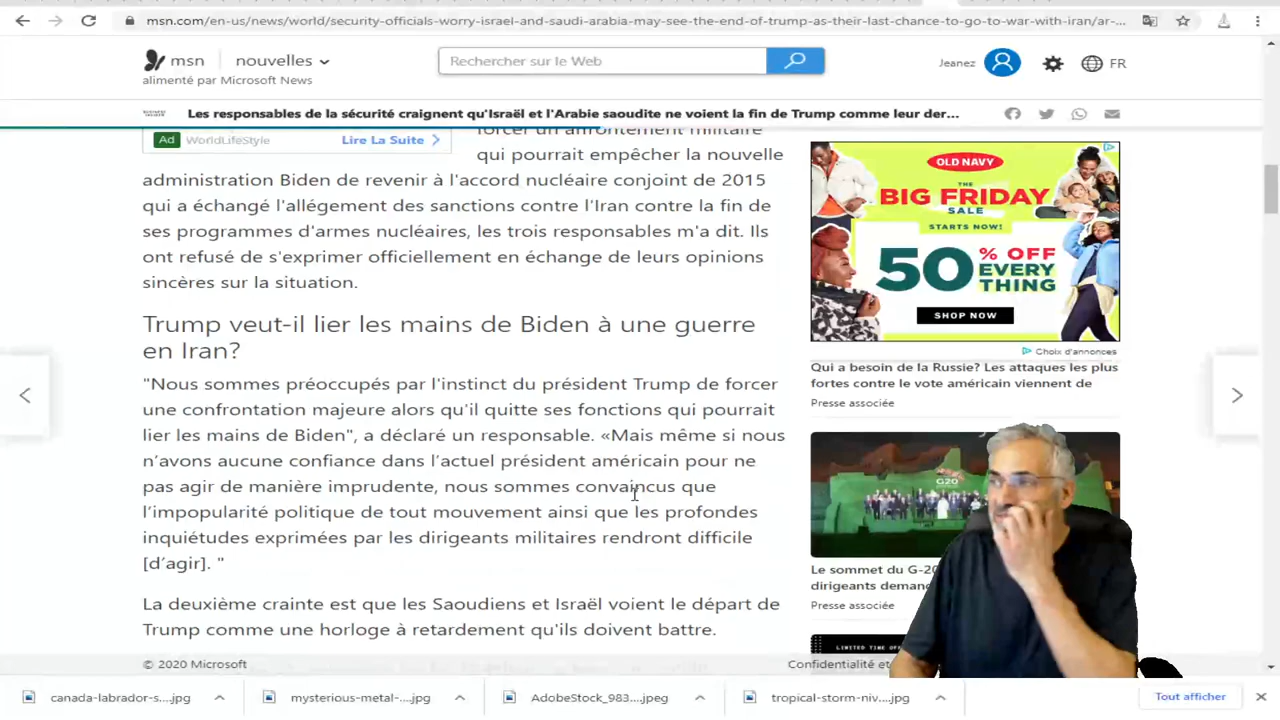 msn.com/en-us/news/world/security-officials-worry-israel-and-saudi-arabia-may-see-the-end-of-trump-as-their-last-chance-to-go-to-war-with-iran/ar-...
msn nouvelles
alimenté par Microsoft News
Rechercher sur le Web
Jeanez
FR
Les responsables de la sécurité craignent qu'Israël et l'Arabie saoudite ne voient la fin de Trump comme leur der...
Ad WorldLifeStyle Lire La Suite
forcer un affrontement militaire
qui pourrait empêcher la nouvelle
administration Biden de revenir à l'accord nucléaire conjoint de 2015
qui a échangé l'allégement des sanctions contre l'Iran contre la fin de
ses programmes d'armes nucléaires, les trois responsables m'a dit. Ils
ont refusé de s'exprimer officiellement en échange de leurs opinions
sincères sur la situation.
Trump veut-il lier les mains de Biden à une guerre
en Iran?
"Nous sommes préoccupés par l'instinct du président Trump de forcer
une confrontation majeure alors qu'il quitte ses fonctions qui pourrait
lier les mains de Biden", a déclaré un responsable. «Mais même si nous
n’avons aucune confiance dans l’actuel président américain pour ne
pas agir de manière imprudente, nous sommes convaincus que
l’impopularité politique de tout mouvement ainsi que les profondes
inquiétudes exprimées par les dirigeants militaires rendront difficile
[d’agir]. "
La deuxième crainte est que les Saoudiens et Israël voient le départ de
Trump comme une horloge à retardement qu'ils doivent battre.
OLD NAVY
THE
BIG FRIDAY
SALE
STARTS NOW!
50% OFF
EVERY
THING
SHOP NOW
Choix d'annonces
Qui a besoin de la Russie? Les attaques les plus
fortes contre le vote américain viennent de
Presse associée
G20
Le sommet du G-20
dirigeants deman
Presse associée
LIMITED TIME
© 2020 Microsoft
Confidentialité et
canada-labrador-s....jpg
mysterious-metal-....jpg
AdobeStock_983....jpeg
tropical-storm-niv....jpg
Tout afficher